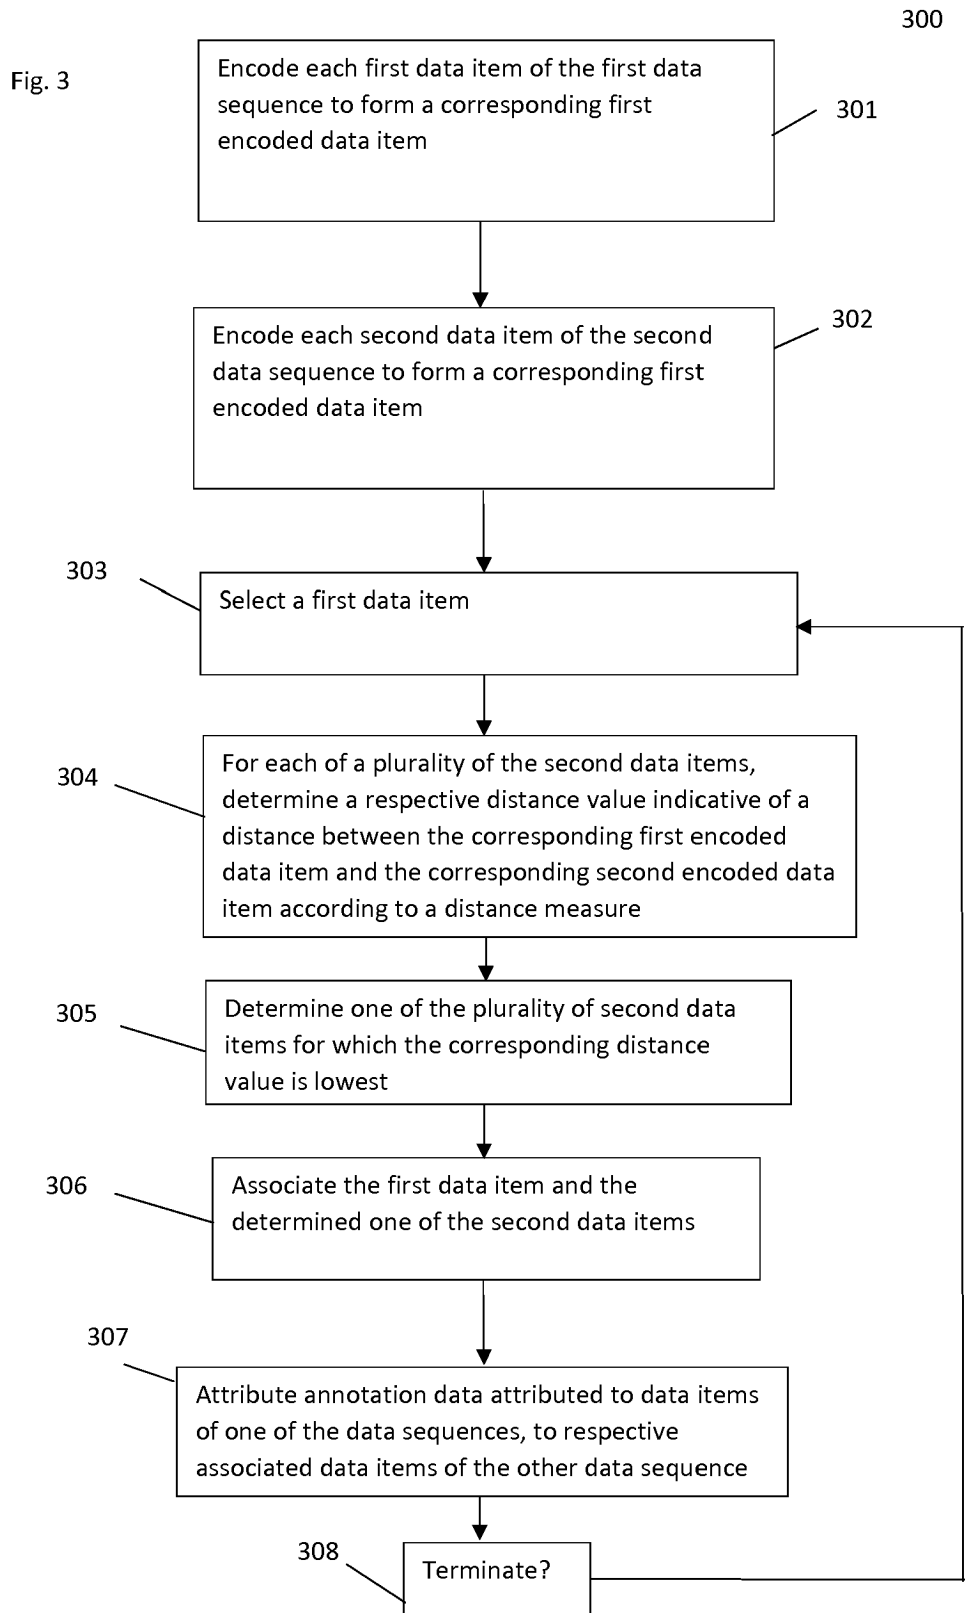 300
Fig. 3
Encode each first data item of the first data
sequence to form a corresponding first
encoded data item
301
Encode each second data item of the second
data sequence to form a corresponding first
encoded data item
302
303
Select a first data item
304
For each of a plurality of the second data items,
determine a respective distance value indicative of a
distance between the corresponding first encoded
data item and the corresponding second encoded data
item according to a distance measure
305
Determine one of the plurality of second data
items for which the corresponding distance
value is lowest
306
Associate the first data item and the
determined one of the second data items
307
Attribute annotation data attributed to data items
of one of the data sequences, to respective
associated data items of the other data sequence
308
Terminate?